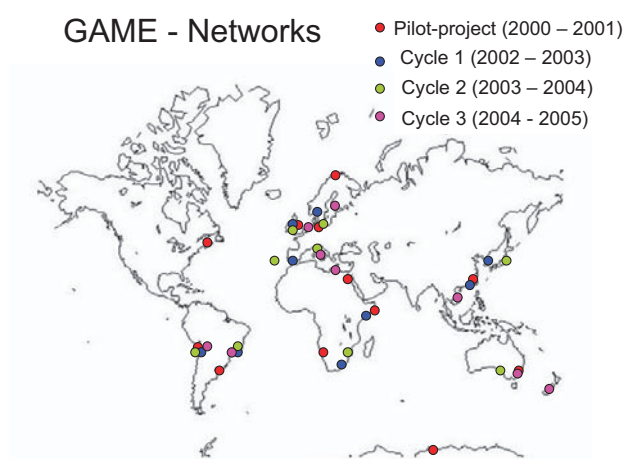 GAME - Networks
Pilot-project (2000 – 2001)
Cycle 1 (2002 – 2003)
Cycle 2 (2003 – 2004)
Cycle 3 (2004 - 2005)